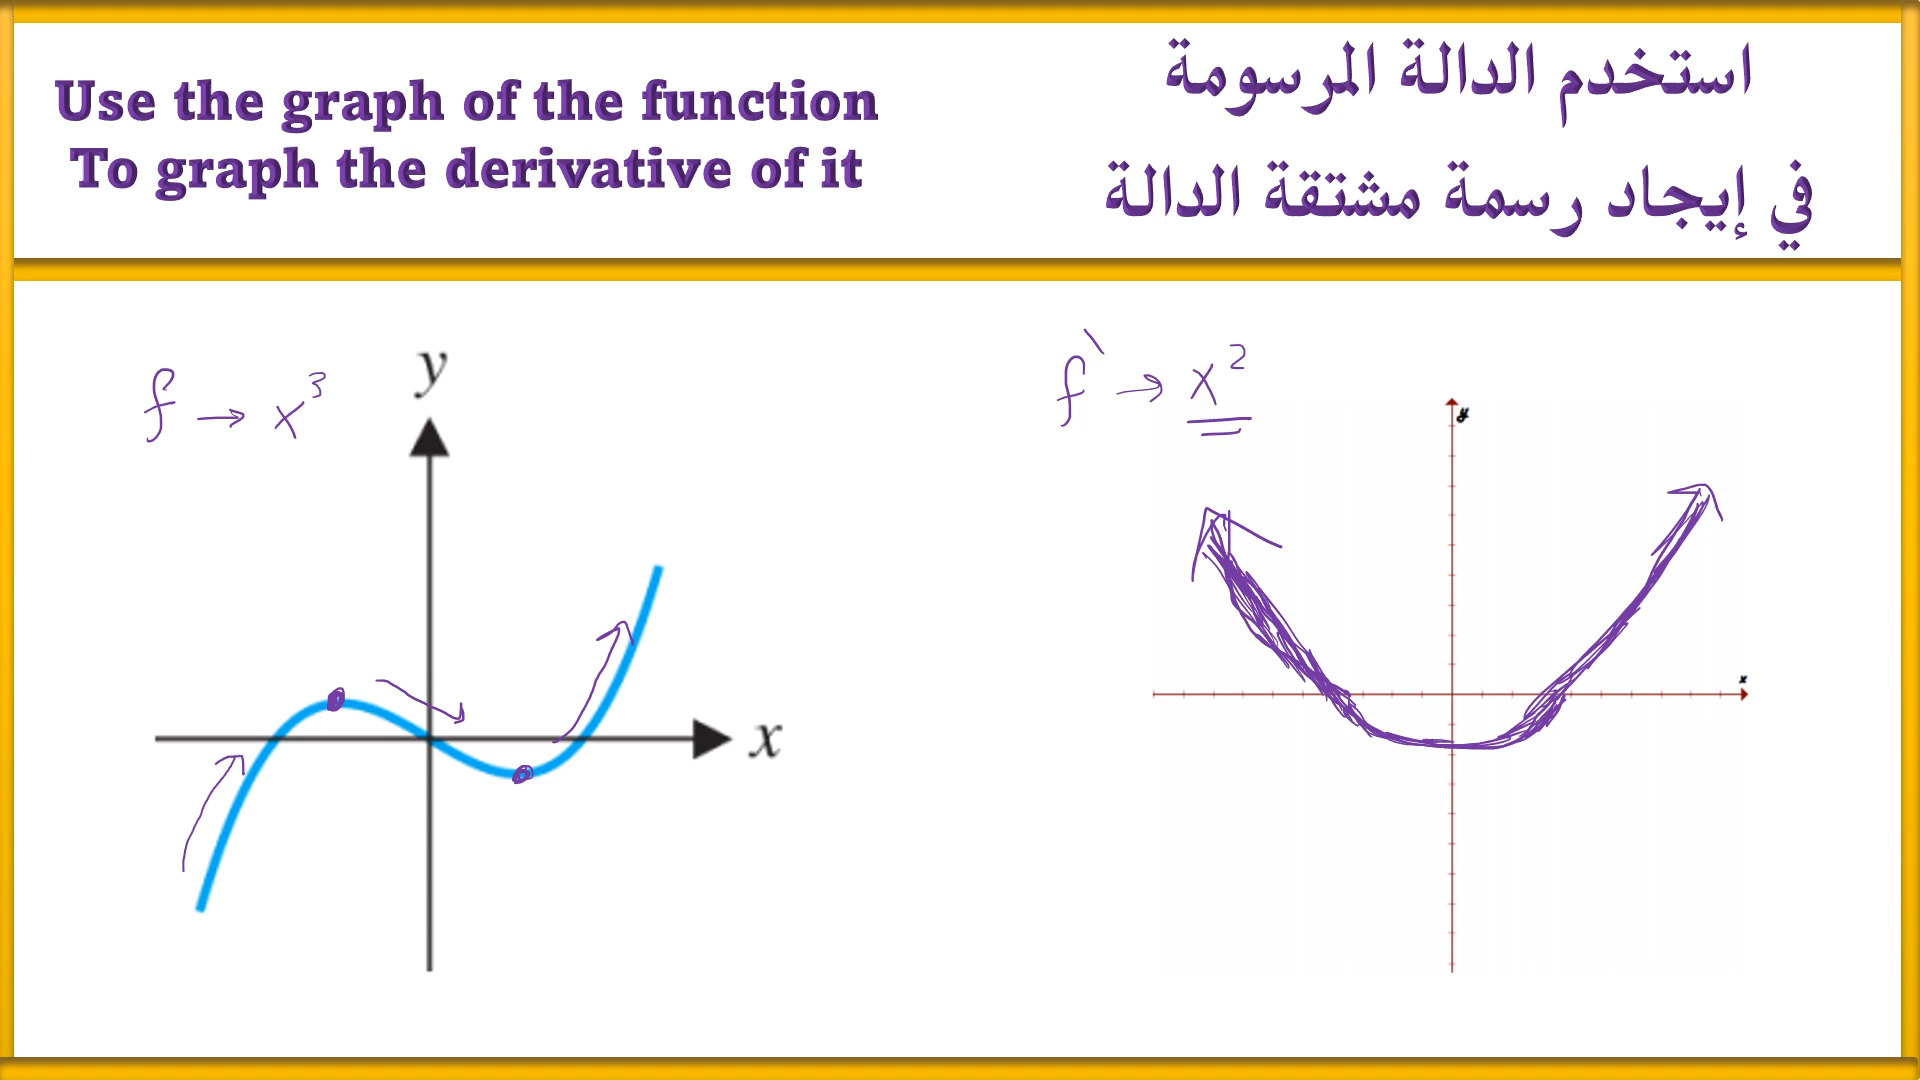 Use the graph of the function
To graph the derivative of it
استخدم الدالة المرسومة
في إيجاد رسمة مشتقة الدالة
f → x³
y
x
f' → x²
y
x